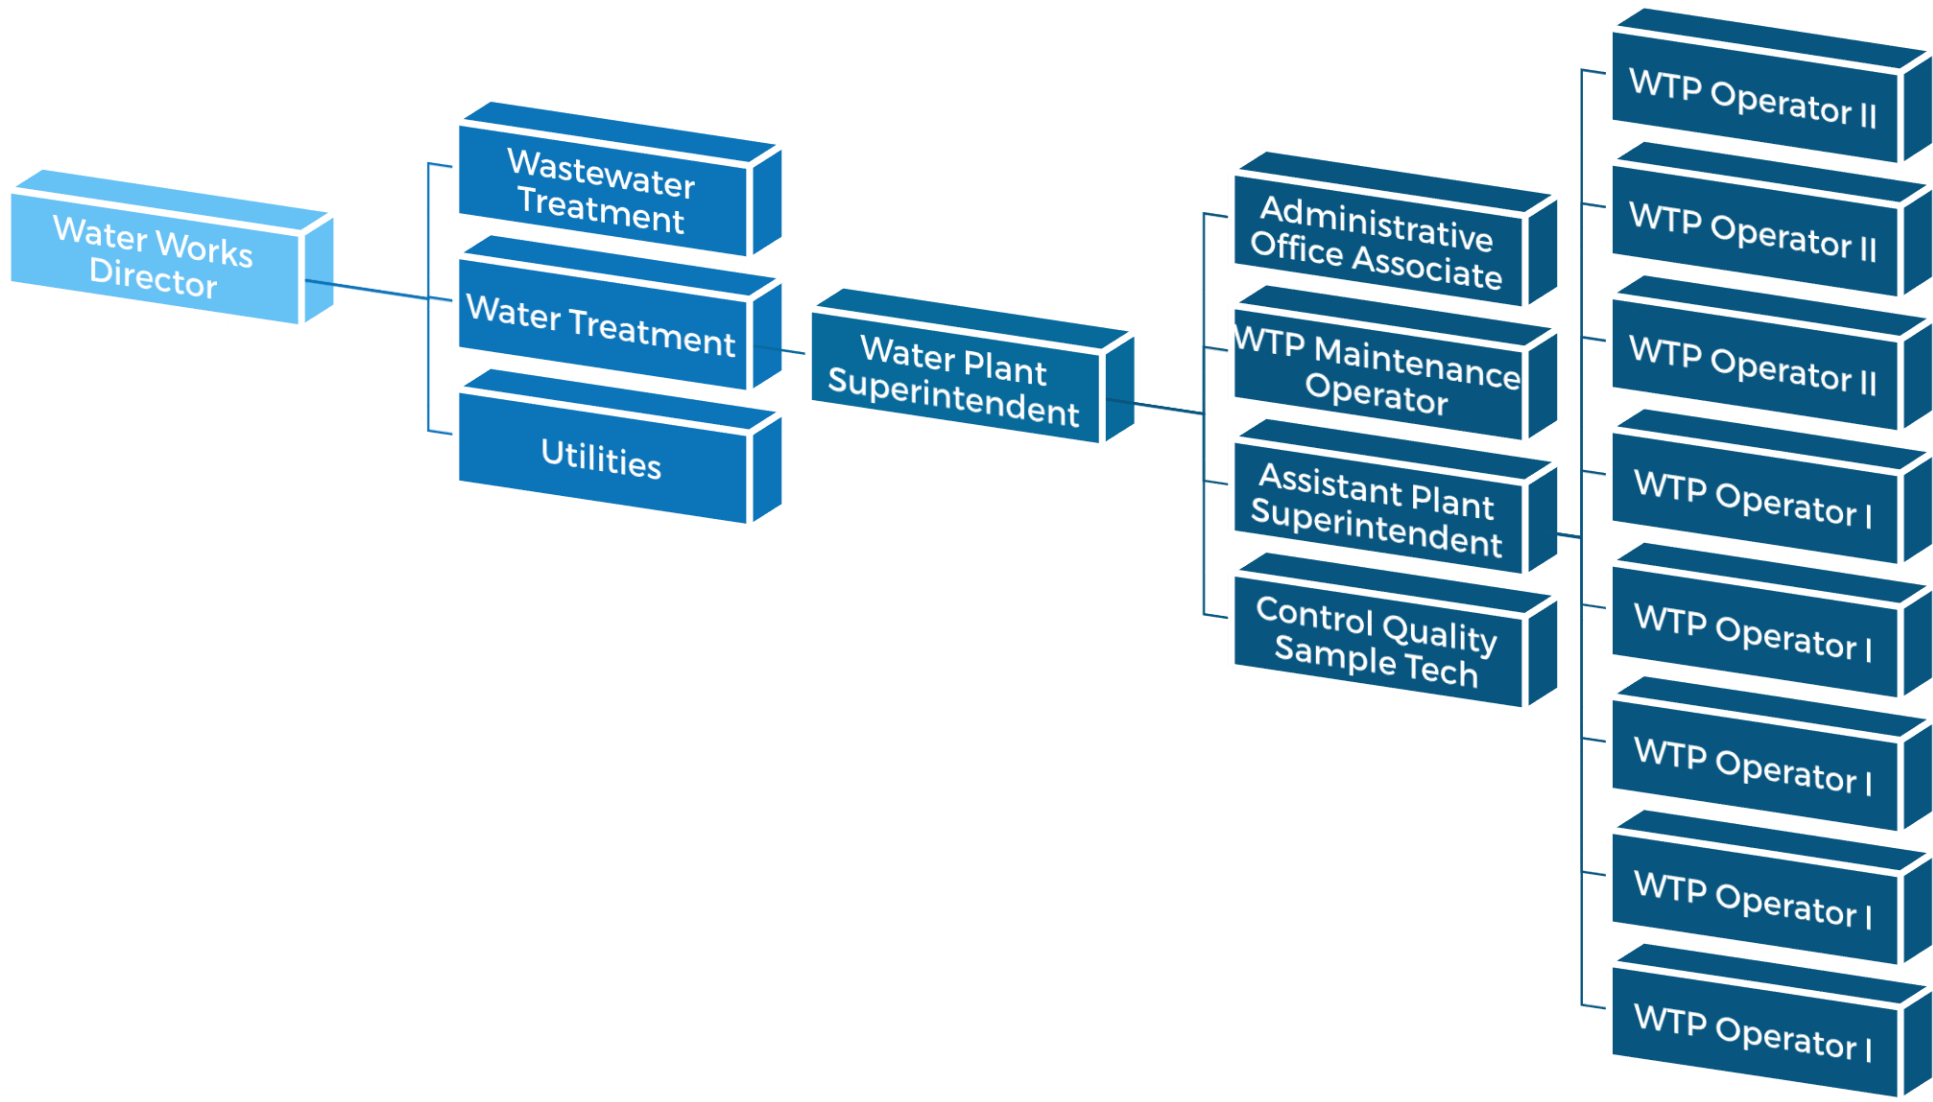 Water Works
Director
Wastewater
Treatment
Water Treatment
Utilities
Water Plant
Superintendent
Administrative
Office Associate
WTP Maintenance
Operator
Assistant Plant
Superintendent
Control Quality
Sample Tech
WTP Operator II
WTP Operator II
WTP Operator II
WTP Operator I
WTP Operator I
WTP Operator I
WTP Operator I
WTP Operator I